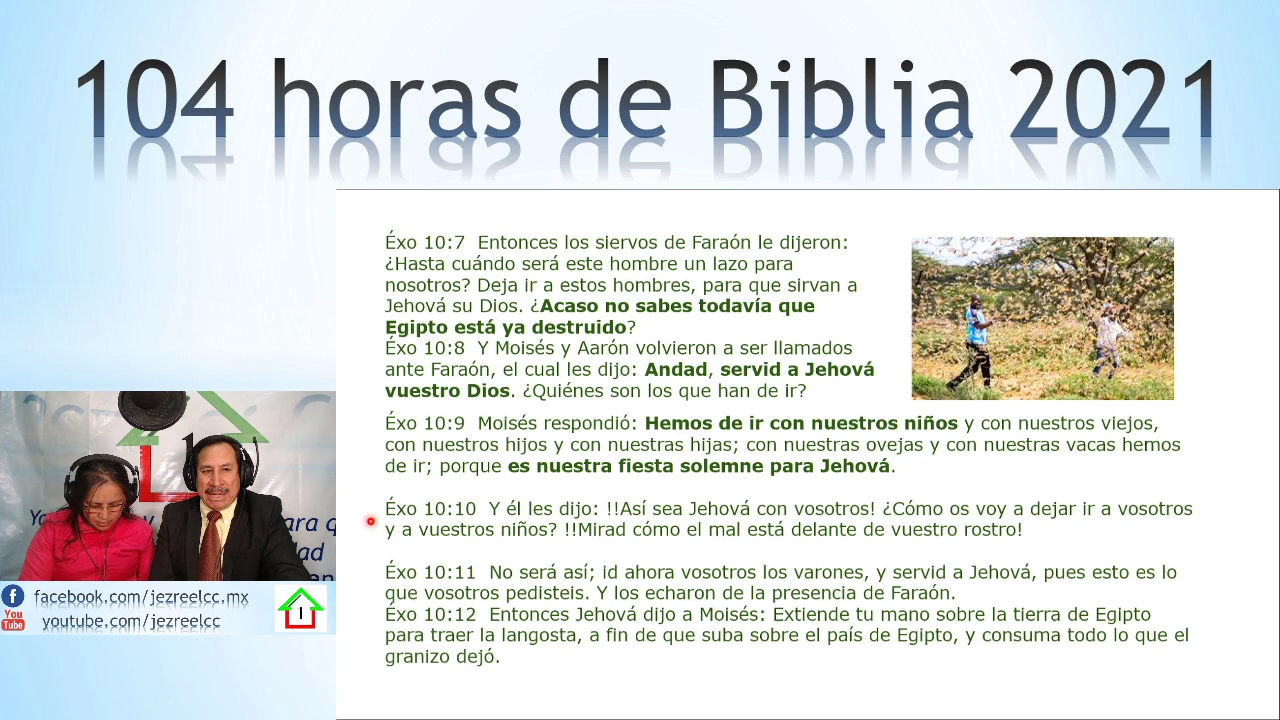 104 horas de Biblia 2021
Éxo 10:7 Entonces los siervos de Faraón le dijeron:
¿Hasta cuándo será este hombre un lazo para
nosotros? Deja ir a estos hombres, para que sirvan a
Jehová su Dios. ¿Acaso no sabes todavía que
Egipto está ya destruido?
Éxo 10:8 Y Moisés y Aarón volvieron a ser llamados
ante Faraón, el cual les dijo: Andad, servid a Jehová
vuestro Dios. ¿Quiénes son los que han de ir?
Éxo 10:9 Moisés respondió: Hemos de ir con nuestros niños y con nuestros viejos,
con nuestros hijos y con nuestras hijas; con nuestras ovejas y con nuestras vacas hemos
de ir; porque es nuestra fiesta solemne para Jehová.
Éxo 10:10 Y él les dijo: !!Así sea Jehová con vosotros! ¿Cómo os voy a dejar ir a vosotros
y a vuestros niños? !!Mirad cómo el mal está delante de vuestro rostro!
Éxo 10:11 No será así; id ahora vosotros los varones, y servid a Jehová, pues esto es lo
que vosotros pedisteis. Y los echaron de la presencia de Faraón.
Éxo 10:12 Entonces Jehová dijo a Moisés: Extiende tu mano sobre la tierra de Egipto
para traer la langosta, a fin de que suba sobre el país de Egipto, y consuma todo lo que el
granizo dejó.
facebook.com/jezreelcc.mx
You
Tube
youtube.com/jezreelcc